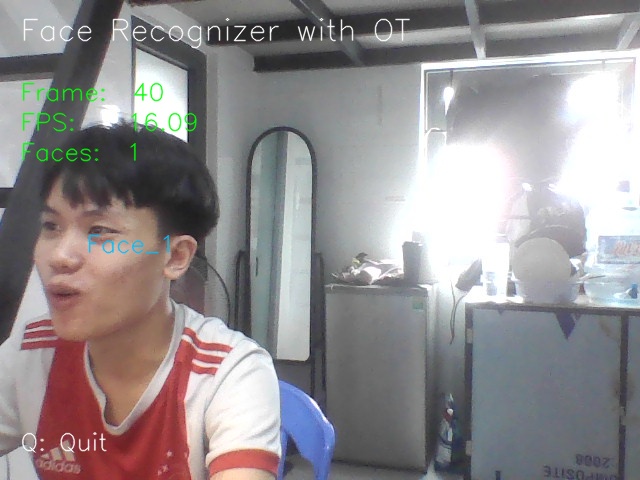 Face Recognizer with OT
Frame: 40
FPS: 16.09
Faces: 1
Face_1
Q: Quit
adidas
2008